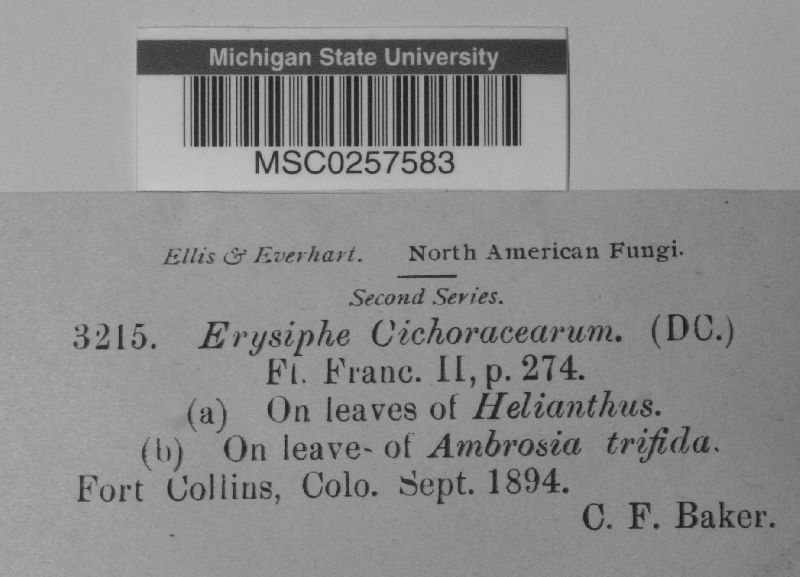 Michigan State University
MSC0257583
Ellis & Everhart. North American Fungi.
Second Series.
3215. Erysiphe Cichoracearum. (DC.)
Fl. Franc. II, p. 274.
(a) On leaves of Helianthus.
(b) On leave- of Ambrosia trifida.
Fort Collins, Colo. Sept. 1894.
C. F. Baker.